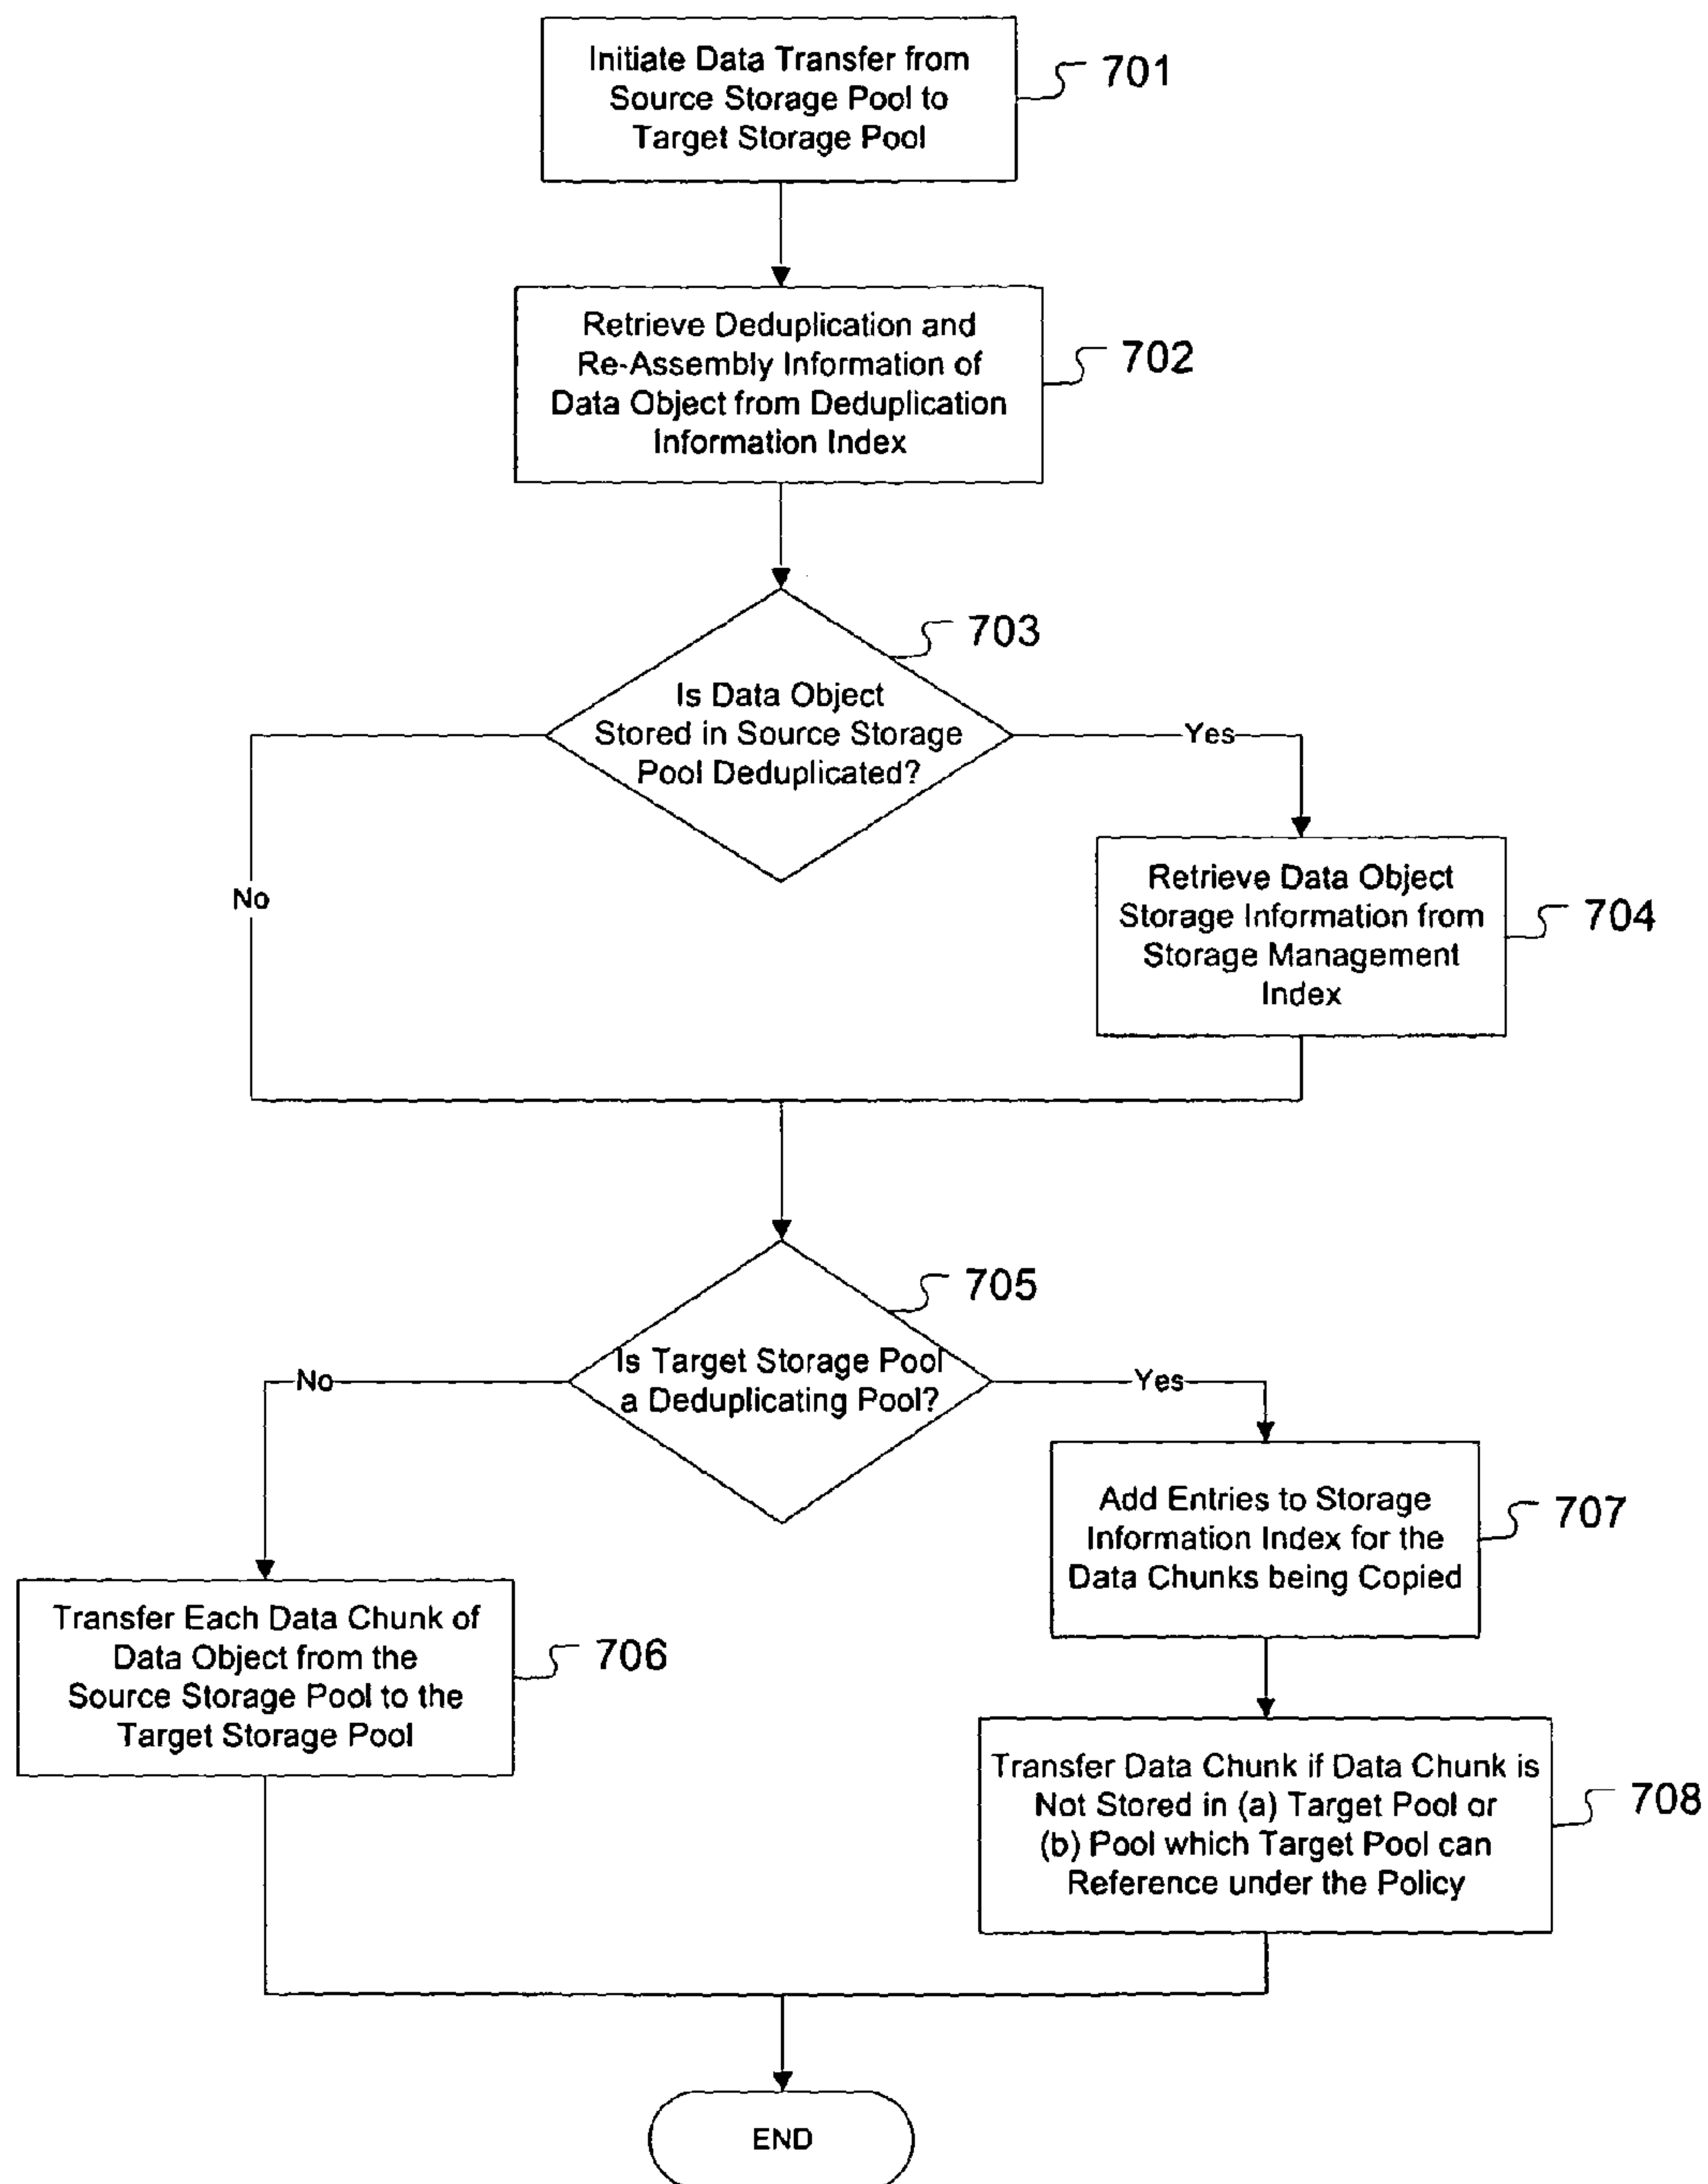 Initiate Data Transfer from
Source Storage Pool to
Target Storage Pool
701
Retrieve Deduplication and
Re-Assembly Information of
Data Object from Deduplication
Information Index
702
703
Is Data Object
Stored in Source Storage
Pool Deduplicated?
Yes
No
Retrieve Data Object
Storage Information from
Storage Management
Index
704
705
Is Target Storage Pool
a Deduplicating Pool?
No
Yes
Add Entries to Storage
Information Index for the
Data Chunks being Copied
707
Transfer Each Data Chunk of
Data Object from the
Source Storage Pool to the
Target Storage Pool
706
Transfer Data Chunk if Data Chunk is
Not Stored in (a) Target Pool or
(b) Pool which Target Pool can
Reference under the Policy
708
END